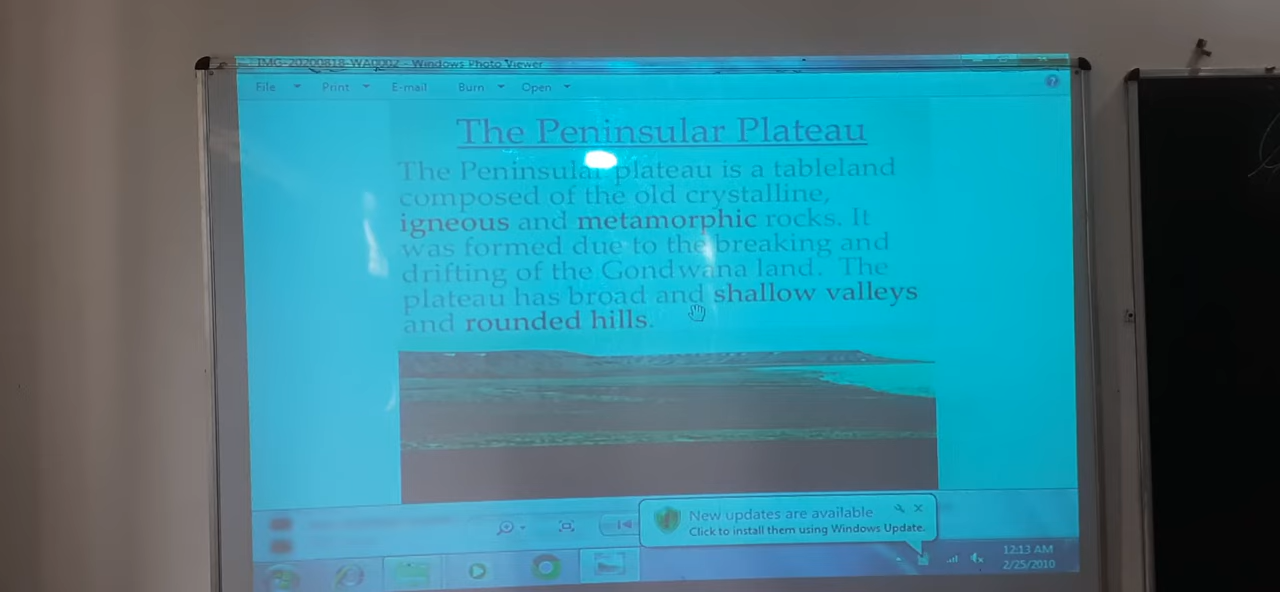 IMG-20200818-WA0002 - Windows Photo Viewer
File Print E-mail Burn Open
The Peninsular Plateau
The Peninsular plateau is a tableland
composed of the old crystalline,
igneous and metamorphic rocks. It
was formed due to the breaking and
drifting of the Gondwana land. The
plateau has broad and shallow valleys
and rounded hills.
New updates are available
Click to install them using Windows Update.
12:13 AM
2/25/2010